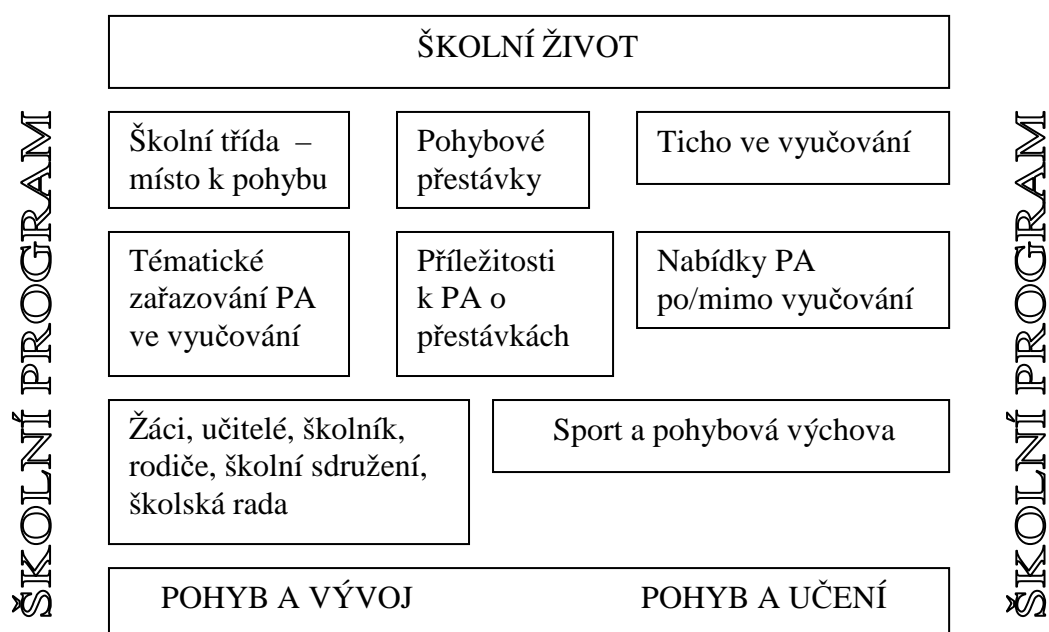 ŠKOLNÍ ŽIVOT
ŠKOLNÍ PROGRAM
Školní třída –
místo k pohybu
Pohybové
přestávky
Ticho ve vyučování
Tématické
zařazování PA
ve vyučování
Příležitosti
k PA o
přestávkách
Nabídky PA
po/mimo vyučování
Žáci, učitelé, školník,
rodiče, školní sdružení,
školská rada
Sport a pohybová výchova
POHYB A VÝVOJ
POHYB A UČENÍ
ŠKOLNÍ PROGRAM